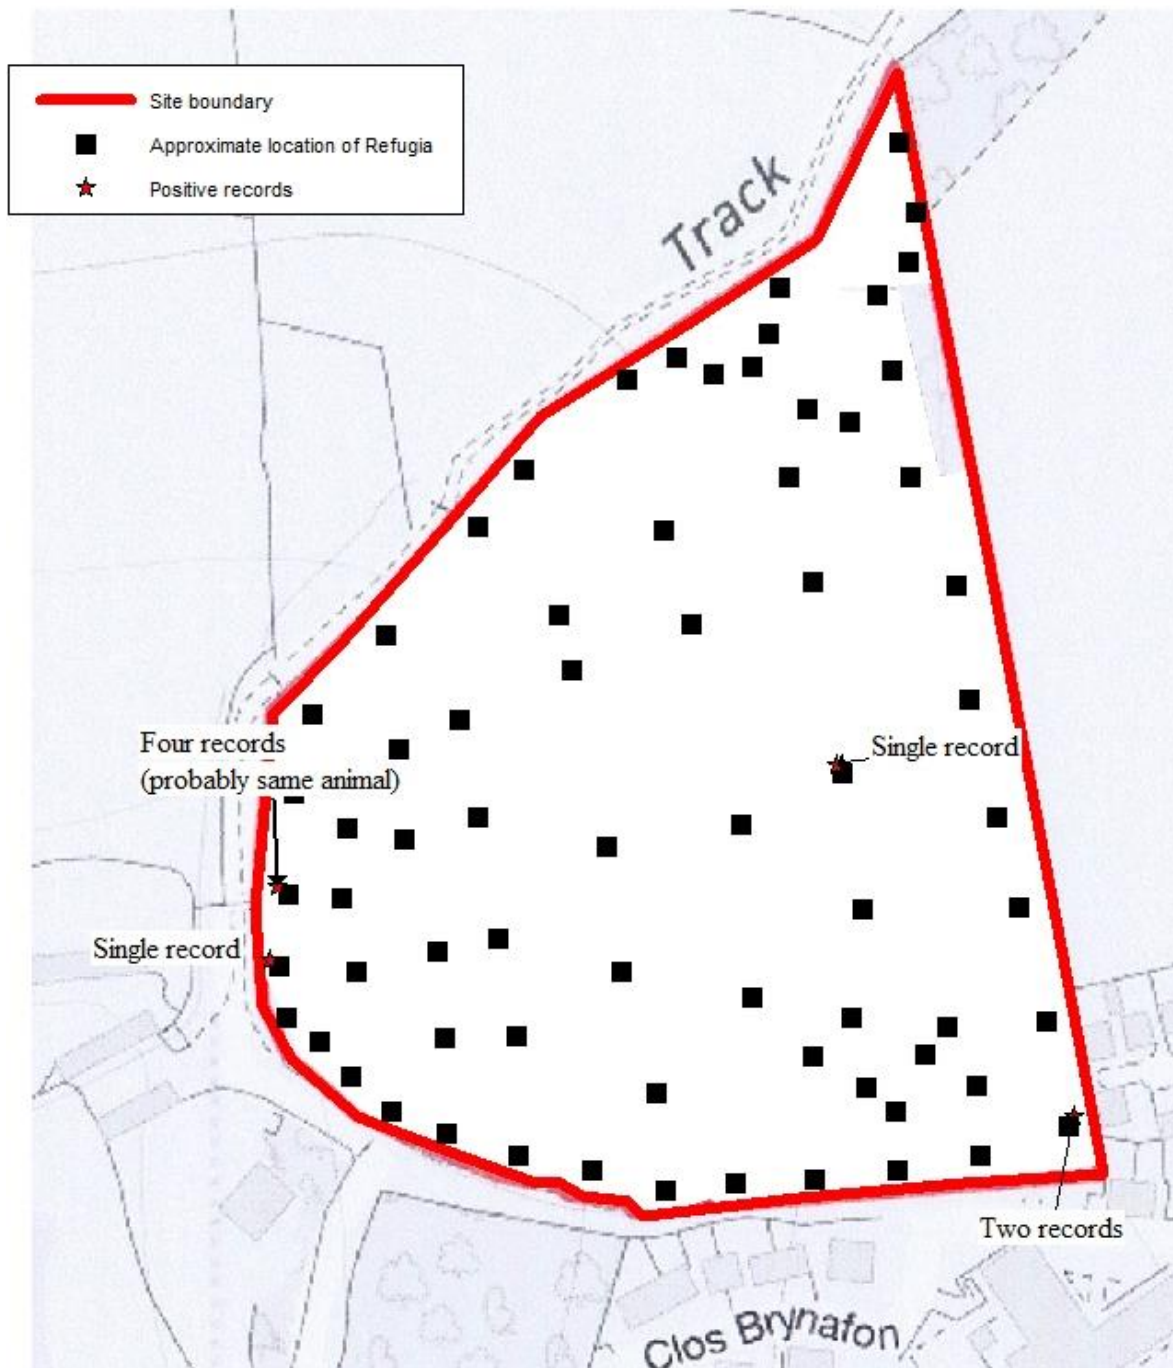 Site boundary
Approximate location of Refugia
Positive records
Track
Single record
Four records
(probably same animal)
Single record
Two records
Clos Brynafon